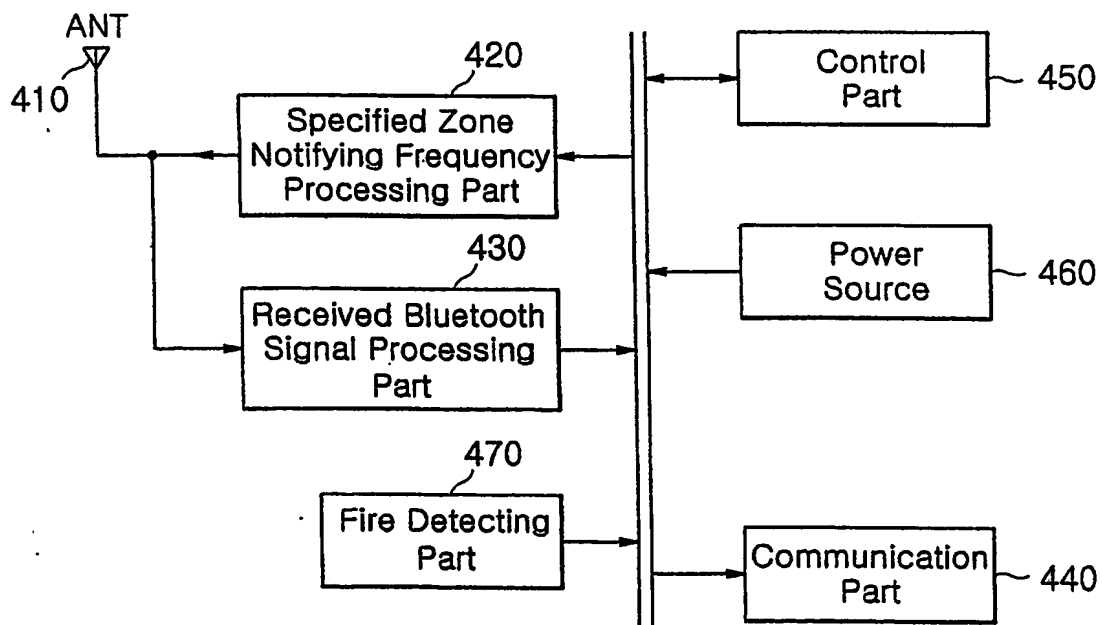 ANT
410
420
Specified Zone
Notifying Frequency
Processing Part
430
Received Bluetooth
Signal Processing
Part
470
Fire Detecting
Part
Control
Part
450
Power
Source
460
Communication
Part
440